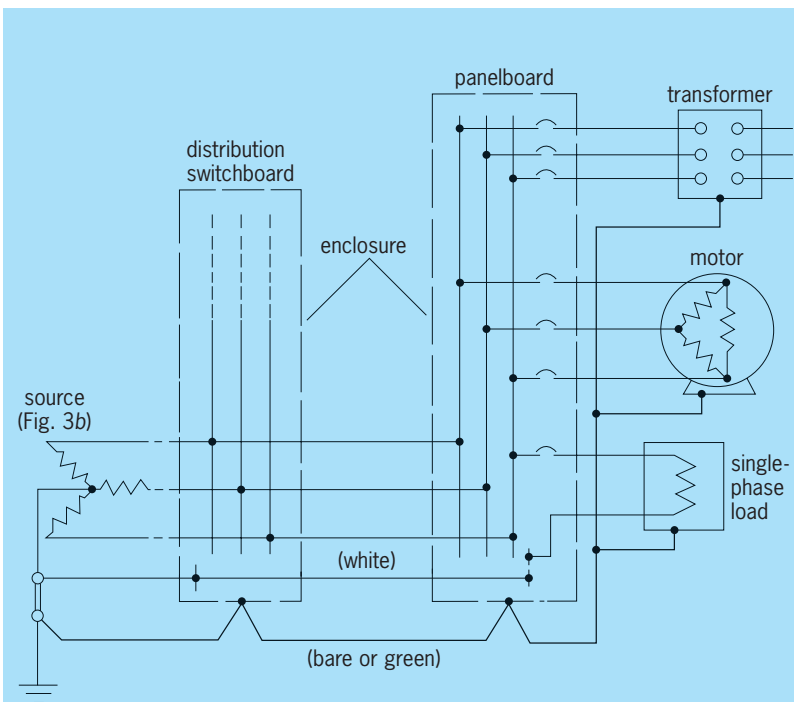 panelboard
transformer
distribution
switchboard
enclosure
motor
source
(Fig. 3b)
single-
phase
load
(white)
(bare or green)